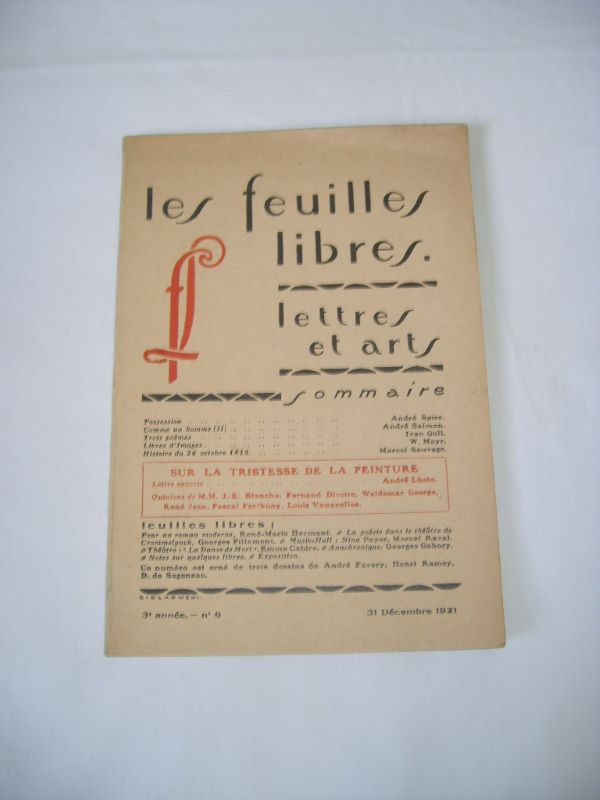 les feuilles
libres.
f
lettres
et arts
sommaire
Possession .. .. .. .. .. .. .. .. .. .. André Spire.
Comme un homme (II) .. .. .. .. .. .. .. André Salmon.
Trois poèmes .. .. .. .. .. .. .. .. .. Ivan Goll.
Libres d'Images .. .. .. .. .. .. .. .. W. Mayr.
Histoire du 26 octobre 1915 .. .. .. .. .. .. Marcel Sauvage.
SUR LA TRISTESSE DE LA PEINTURE
Lettre ouverte .. .. .. .. .. .. .. .. André Lhote.
Opinions de M.M. J.E. Blanche, Fernand Divoire, Waldemar George,
René Jean, Pascal Forthuny, Louis Vauxcelles.
feuilles libres :
Pour un roman moderne, René-Marie Hermant. # La poésie dans le théâtre de
Crommelynck, Georges Pillement. # Music-Hall : Nina Payne, Marcel Raval.
# Théâtre : " La Danse de Mort ", Emma Cabire. # Anachronique, Georges Gabory.
# Notes sur quelques livres. # Exposition.
Ce numéro est orné de trois dessins de André Favory, Henri Ramey,
D. de Segonzac.
ZIOLKOWSKI.
3e année. — n° 6 31 Décembre 1921